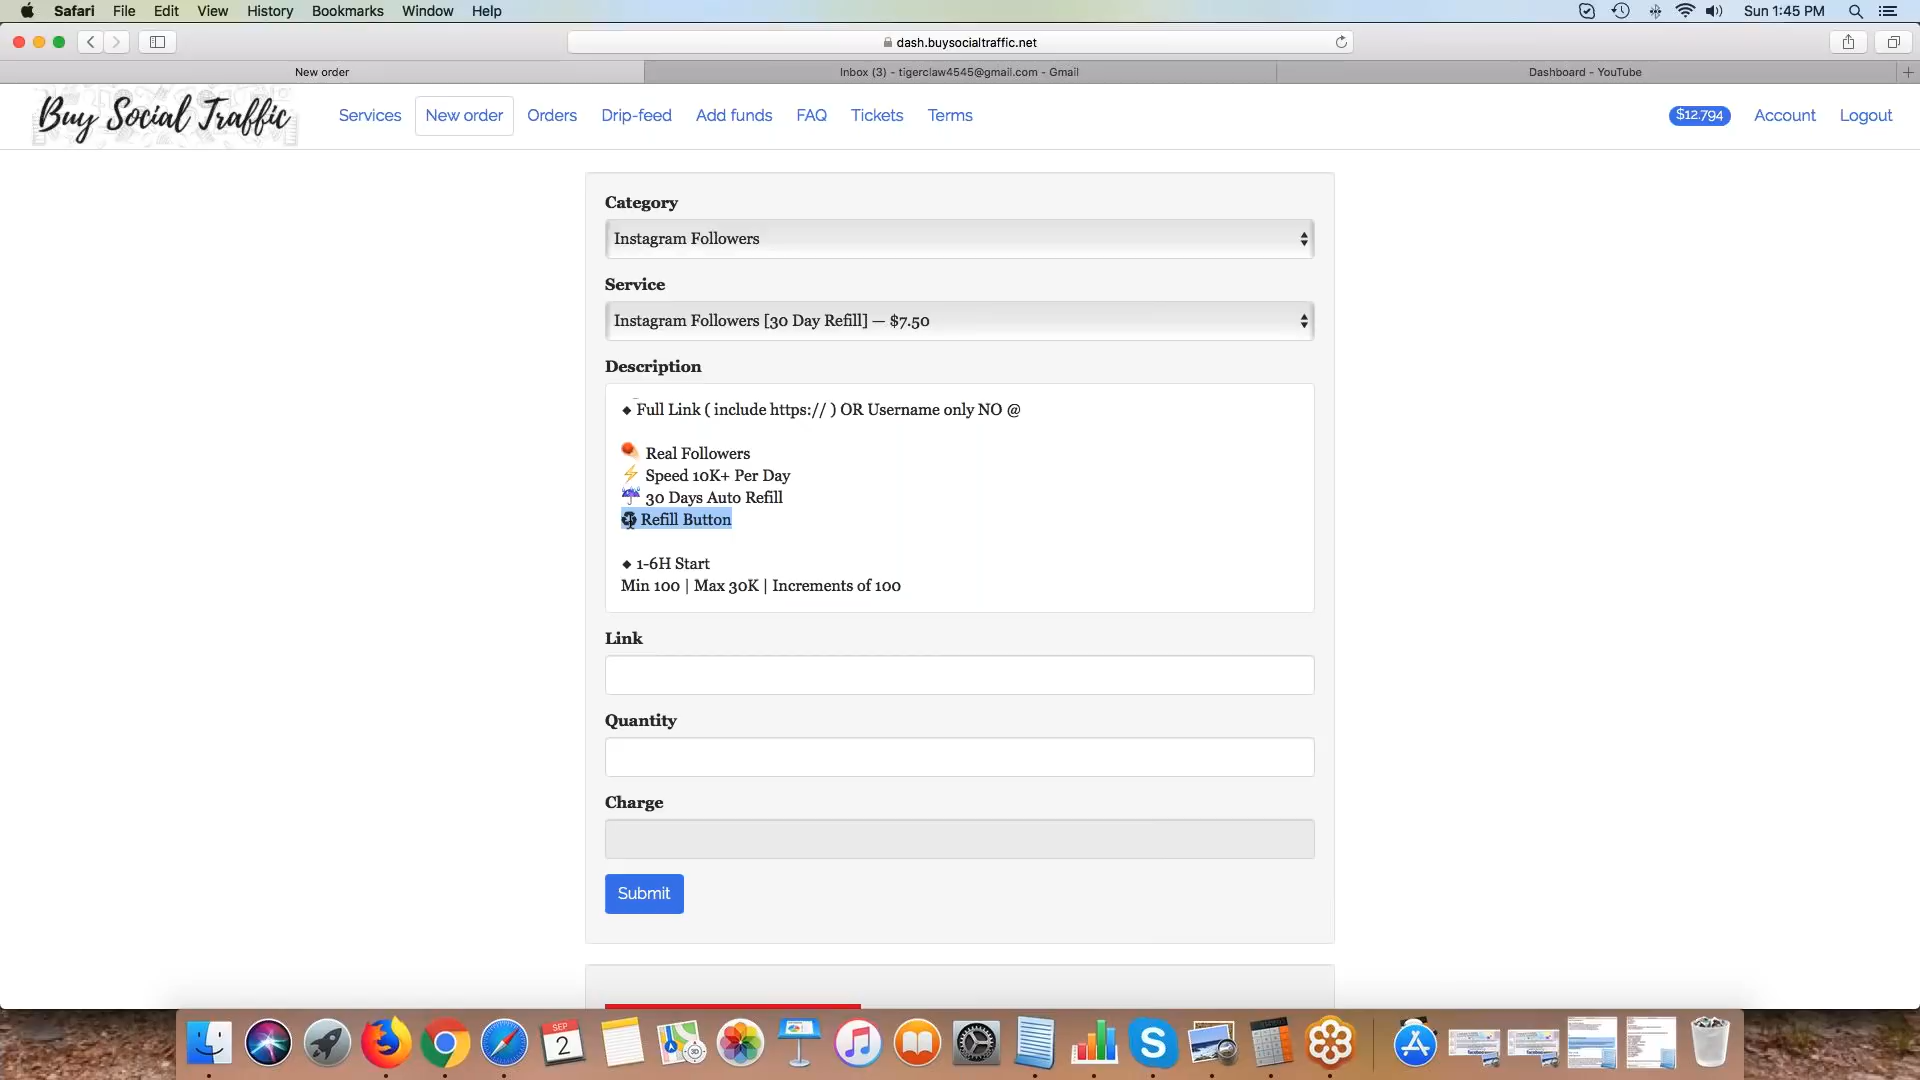 Safari File Edit View History Bookmarks Window Help Sun 1:45 PM
dash.buysocialtraffic.net
New order Inbox (3) - tigerclaw4545@gmail.com - Gmail Dashboard - YouTube
Buy Social Traffic Services New order Orders Drip-feed Add funds FAQ Tickets Terms $12.794 Account Logout
Category
Instagram Followers
Service
Instagram Followers [30 Day Refill] — $7.50
Description
◆ Full Link ( include https:// ) OR Username only NO @
Real Followers
⚡ Speed 10K+ Per Day
☔ 30 Days Auto Refill
♻ Refill Button
◆ 1-6H Start
Min 100 | Max 30K | Increments of 100
Link
Quantity
Charge
Submit
SEP
2
3D